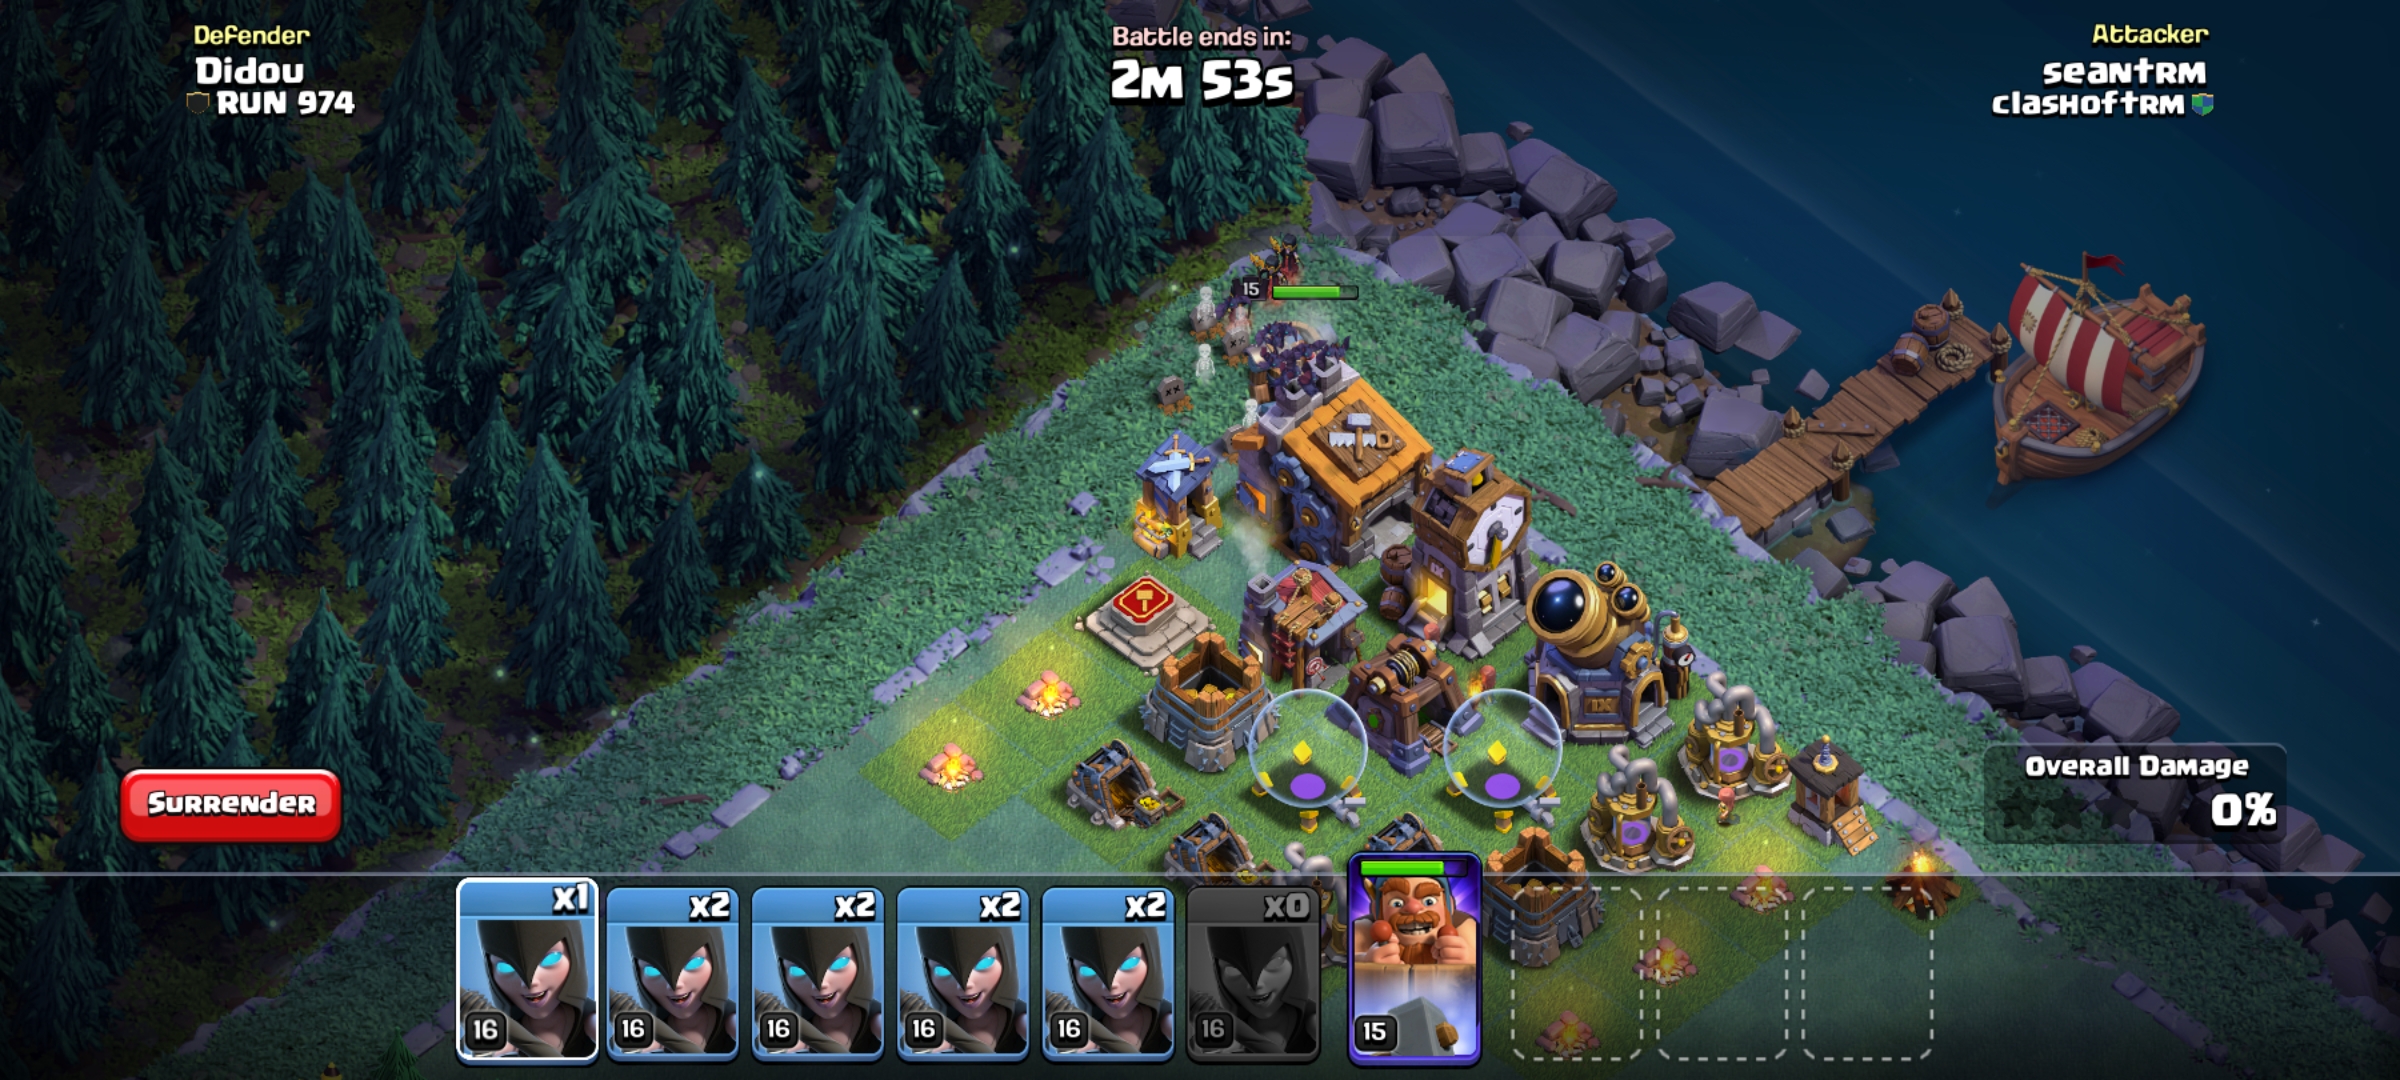 Defender
Didou
RUN 974
Battle ends in:
2M 53s
Attacker
seantRM
clashoftRM
15
Surrender
Overall Damage
0%
x1
x2
x2
x2
x2
x0
16
16
16
16
16
16
15